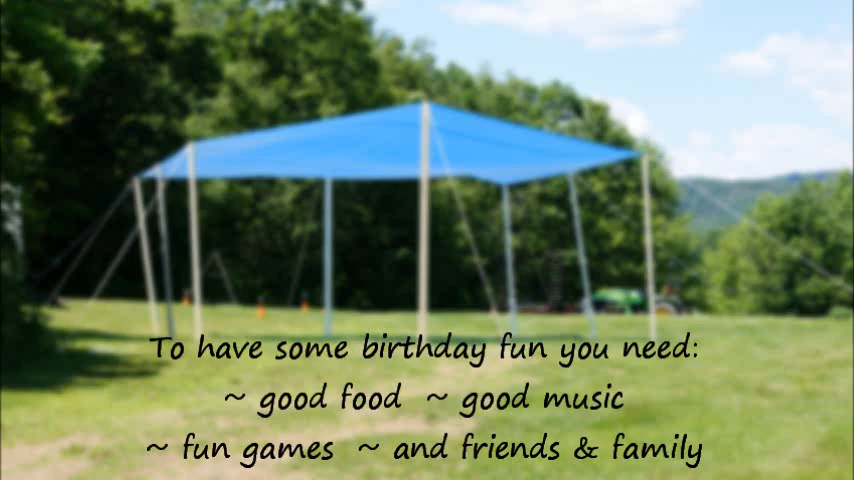 To have some birthday fun you need:
~ good food ~ good music
~ fun games ~ and friends & family